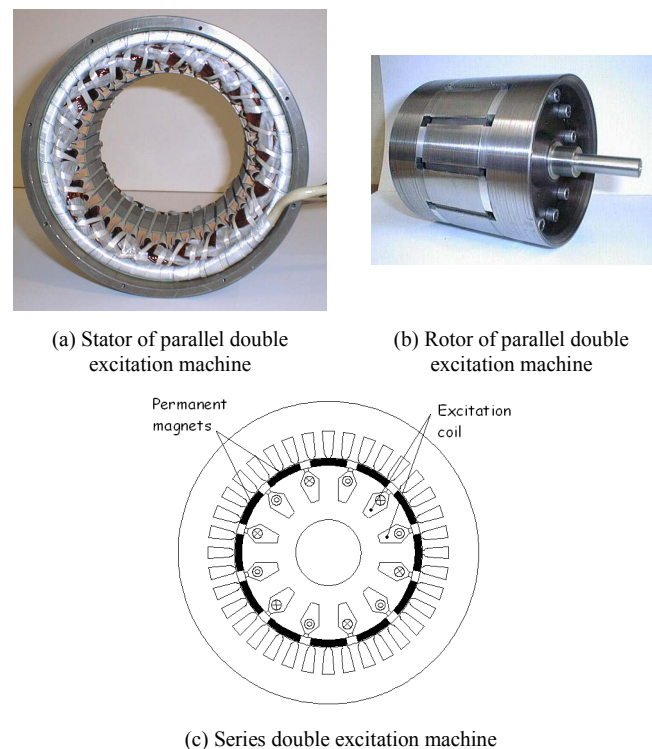 (a) Stator of parallel double
excitation machine
(b) Rotor of parallel double
excitation machine
Permanent
magnets
Excitation
coil
(c) Series double excitation machine